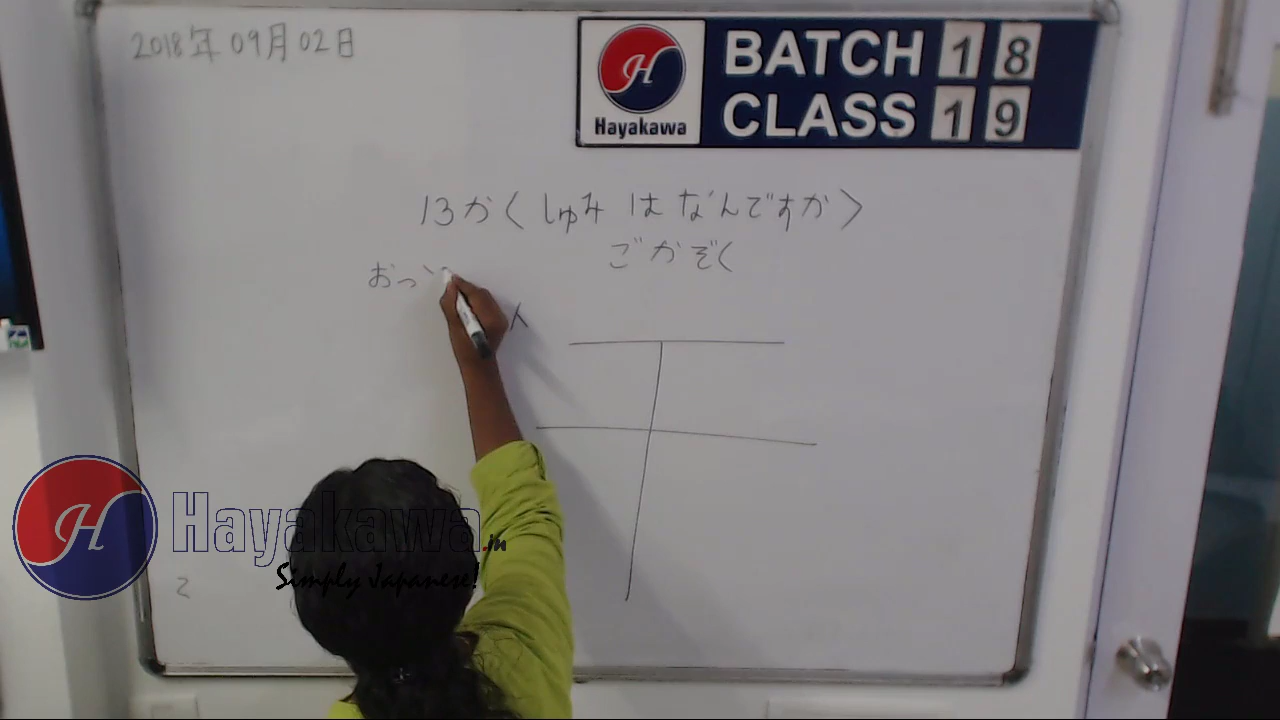 2018年09月02日
BATCH 18
CLASS 19
Hayakawa
13か〈しゅみ は なんですか〉
ごかぞく
おっ
人
Hayakawa.in
Simply Japanese!